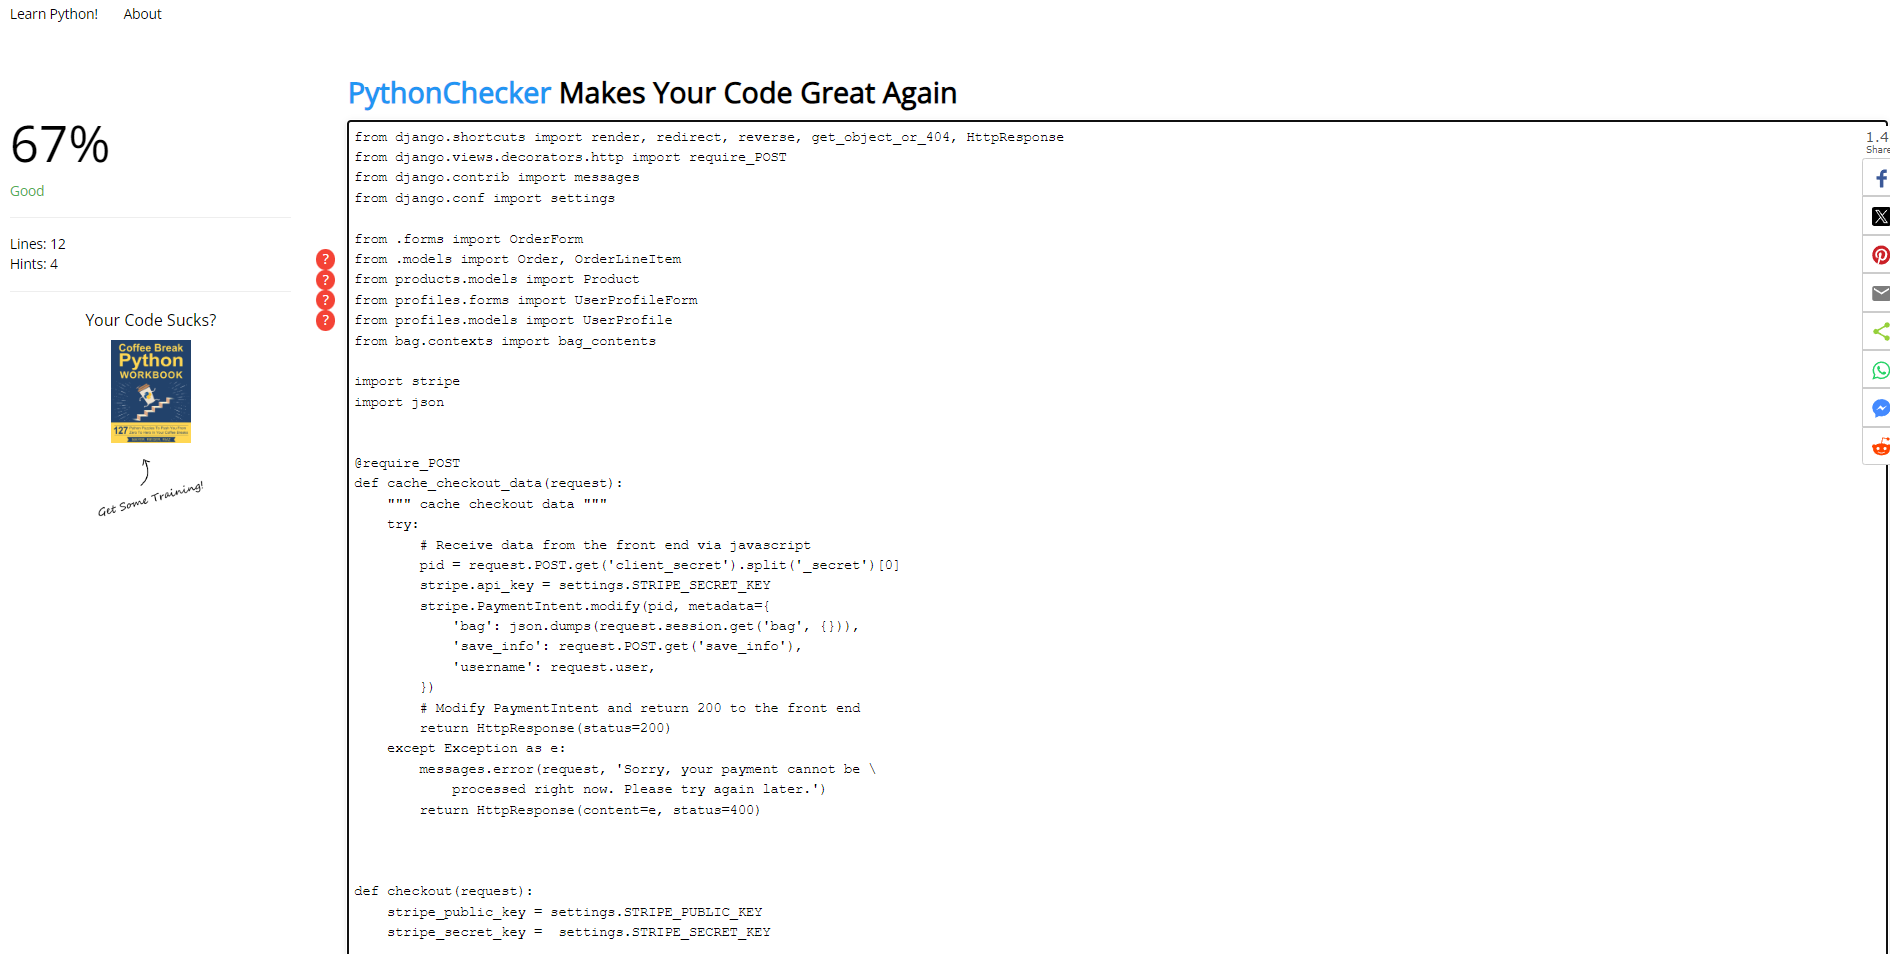 Learn Python! About
PythonChecker Makes Your Code Great Again
67%
Good
Lines: 12
Hints: 4
Your Code Sucks?
Coffee Break
Python
WORKBOOK
127
Get Some Training!
?
?
?
?
from django.shortcuts import render, redirect, reverse, get_object_or_404, HttpResponse
from django.views.decorators.http import require_POST
from django.contrib import messages
from django.conf import settings
from .forms import OrderForm
from .models import Order, OrderLineItem
from products.models import Product
from profiles.forms import UserProfileForm
from profiles.models import UserProfile
from bag.contexts import bag_contents
import stripe
import json
@require_POST
def cache_checkout_data(request):
""" cache checkout data """
try:
# Receive data from the front end via javascript
pid = request.POST.get('client_secret').split('_secret')[0]
stripe.api_key = settings.STRIPE_SECRET_KEY
stripe.PaymentIntent.modify(pid, metadata={
'bag': json.dumps(request.session.get('bag', {})),
'save_info': request.POST.get('save_info'),
'username': request.user,
})
# Modify PaymentIntent and return 200 to the front end
return HttpResponse(status=200)
except Exception as e:
messages.error(request, 'Sorry, your payment cannot be \
processed right now. Please try again later.')
return HttpResponse(content=e, status=400)
def checkout(request):
stripe_public_key = settings.STRIPE_PUBLIC_KEY
stripe_secret_key =  settings.STRIPE_SECRET_KEY
1.4
Share